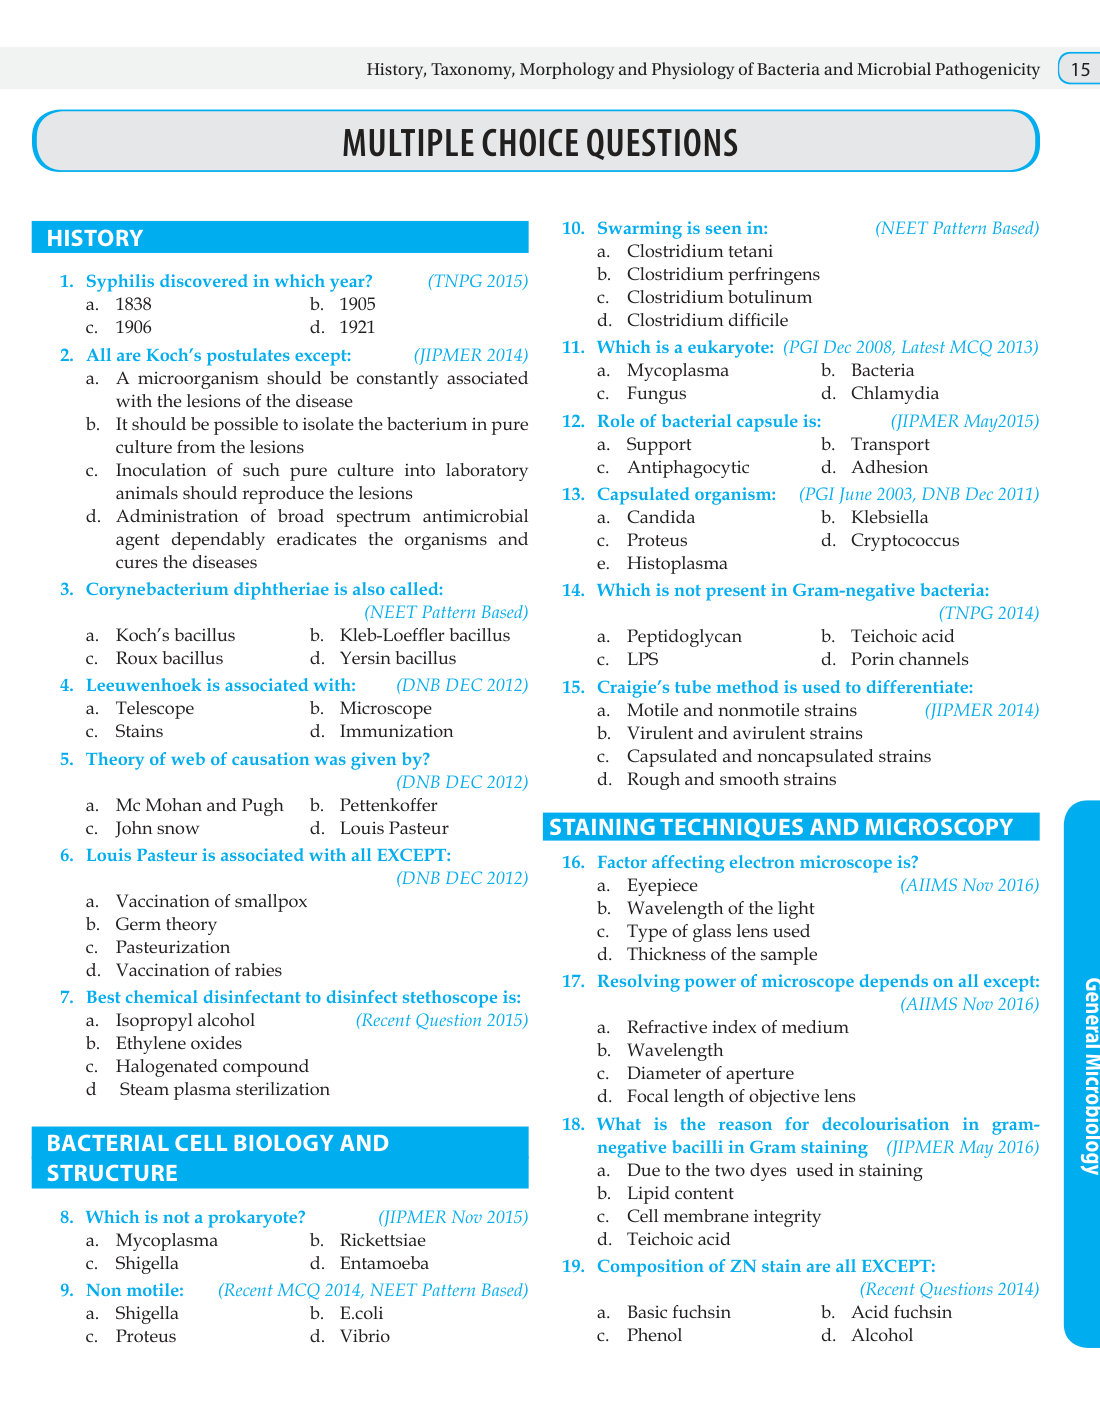 History, Taxonomy, Morphology and Physiology of Bacteria and Microbial Pathogenicity 15
MULTIPLE CHOICE QUESTIONS
HISTORY
1. Syphilis discovered in which year? (TNPG 2015)
a. 1838 b. 1905
c. 1906 d. 1921
2. All are Koch's postulates except: (JIPMER 2014)
a. A microorganism should be constantly associated
with the lesions of the disease
b. It should be possible to isolate the bacterium in pure
culture from the lesions
c. Inoculation of such pure culture into laboratory
animals should reproduce the lesions
d. Administration of broad spectrum antimicrobial
agent dependably eradicates the organisms and
cures the diseases
3. Corynebacterium diphtheriae is also called:
(NEET Pattern Based)
a. Koch's bacillus b. Kleb-Loeffler bacillus
c. Roux bacillus d. Yersin bacillus
4. Leeuwenhoek is associated with: (DNB DEC 2012)
a. Telescope b. Microscope
c. Stains d. Immunization
5. Theory of web of causation was given by?
(DNB DEC 2012)
a. Mc Mohan and Pugh b. Pettenkoffer
c. John snow d. Louis Pasteur
6. Louis Pasteur is associated with all EXCEPT:
(DNB DEC 2012)
a. Vaccination of smallpox
b. Germ theory
c. Pasteurization
d. Vaccination of rabies
7. Best chemical disinfectant to disinfect stethoscope is:
a. Isopropyl alcohol (Recent Question 2015)
b. Ethylene oxides
c. Halogenated compound
d Steam plasma sterilization
BACTERIAL CELL BIOLOGY AND
STRUCTURE
8. Which is not a prokaryote? (JIPMER Nov 2015)
a. Mycoplasma b. Rickettsiae
c. Shigella d. Entamoeba
9. Non motile: (Recent MCQ 2014, NEET Pattern Based)
a. Shigella b. E.coli
c. Proteus d. Vibrio
10. Swarming is seen in: (NEET Pattern Based)
a. Clostridium tetani
b. Clostridium perfringens
c. Clostridium botulinum
d. Clostridium difficile
11. Which is a eukaryote: (PGI Dec 2008, Latest MCQ 2013)
a. Mycoplasma b. Bacteria
c. Fungus d. Chlamydia
12. Role of bacterial capsule is: (JIPMER May2015)
a. Support b. Transport
c. Antiphagocytic d. Adhesion
13. Capsulated organism: (PGI June 2003, DNB Dec 2011)
a. Candida b. Klebsiella
c. Proteus d. Cryptococcus
e. Histoplasma
14. Which is not present in Gram-negative bacteria:
(TNPG 2014)
a. Peptidoglycan b. Teichoic acid
c. LPS d. Porin channels
15. Craigie's tube method is used to differentiate:
a. Motile and nonmotile strains (JIPMER 2014)
b. Virulent and avirulent strains
c. Capsulated and noncapsulated strains
d. Rough and smooth strains
STAINING TECHNIQUES AND MICROSCOPY
16. Factor affecting electron microscope is?
a. Eyepiece (AIIMS Nov 2016)
b. Wavelength of the light
c. Type of glass lens used
d. Thickness of the sample
17. Resolving power of microscope depends on all except:
(AIIMS Nov 2016)
a. Refractive index of medium
b. Wavelength
c. Diameter of aperture
d. Focal length of objective lens
18. What is the reason for decolourisation in gram-
negative bacilli in Gram staining (JIPMER May 2016)
a. Due to the two dyes used in staining
b. Lipid content
c. Cell membrane integrity
d. Teichoic acid
19. Composition of ZN stain are all EXCEPT:
(Recent Questions 2014)
a. Basic fuchsin b. Acid fuchsin
c. Phenol d. Alcohol
General Microbiology